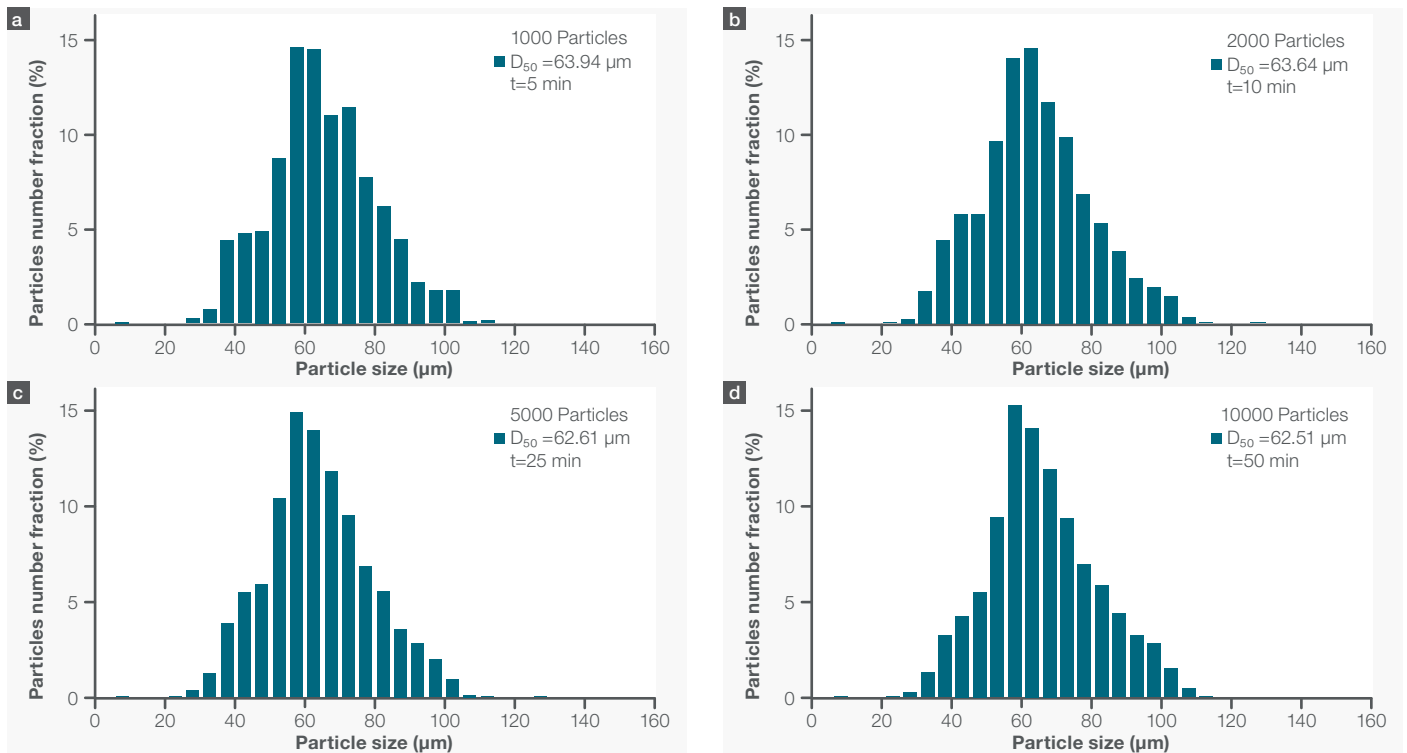 a
1000 Particles
D₅₀ =63.94 µm
t=5 min
Particles number fraction (%)
15
10
5
0
0 20 40 60 80 100 120 140 160
Particle size (µm)
b
2000 Particles
D₅₀ =63.64 µm
t=10 min
Particles number fraction (%)
15
10
5
0
0 20 40 60 80 100 120 140 160
Particle size (µm)
c
5000 Particles
D₅₀ =62.61 µm
t=25 min
Particles number fraction (%)
15
10
5
0
0 20 40 60 80 100 120 140 160
Particle size (µm)
d
10000 Particles
D₅₀ =62.51 µm
t=50 min
Particles number fraction (%)
15
10
5
0
0 20 40 60 80 100 120 140 160
Particle size (µm)